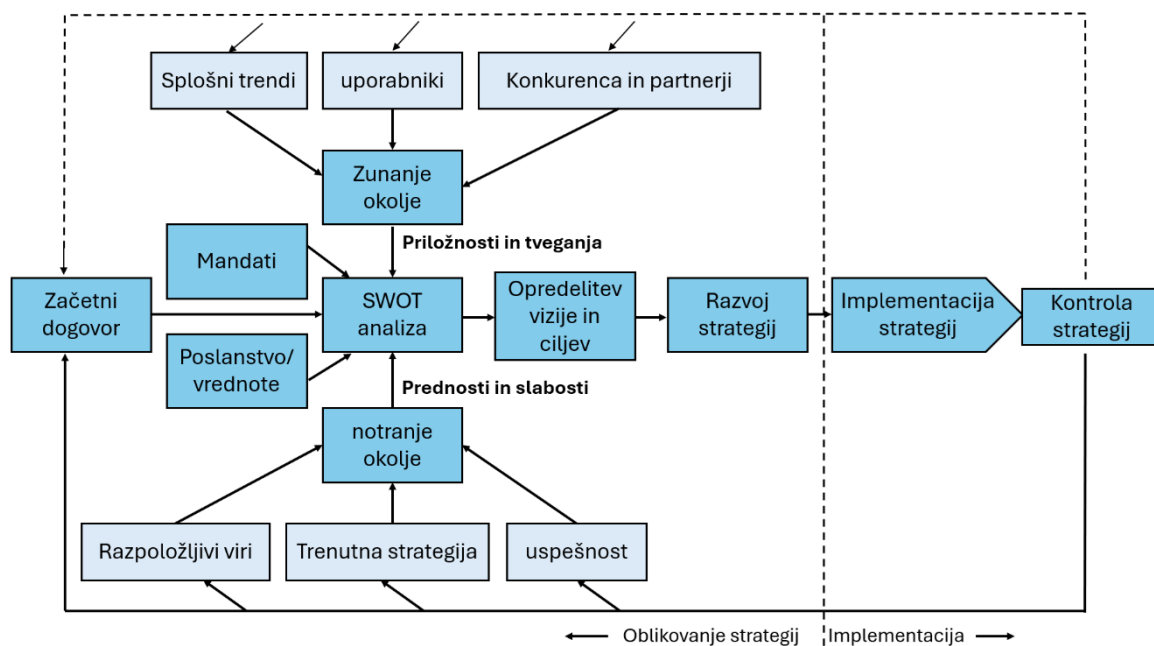 Splošni trendi
uporabniki
Konkurenca in partnerji
Zunanje
okolje
Priložnosti in tveganja
Mandati
Začetni
dogovor
SWOT
analiza
Opredelitev
vizije in
ciljev
Razvoj
strategij
Implementacija
strategij
Kontrola
strategij
Poslanstvo/
vrednote
Prednosti in slabosti
notranje
okolje
Razpoložljivi viri
Trenutna strategija
uspešnost
Oblikovanje strategij
Implementacija